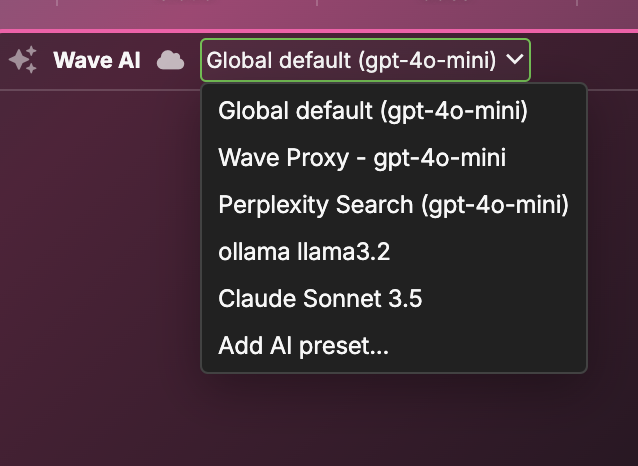 Wave AI Global default (gpt-4o-mini)
Global default (gpt-4o-mini)
Wave Proxy - gpt-4o-mini
Perplexity Search (gpt-4o-mini)
ollama llama3.2
Claude Sonnet 3.5
Add AI preset...